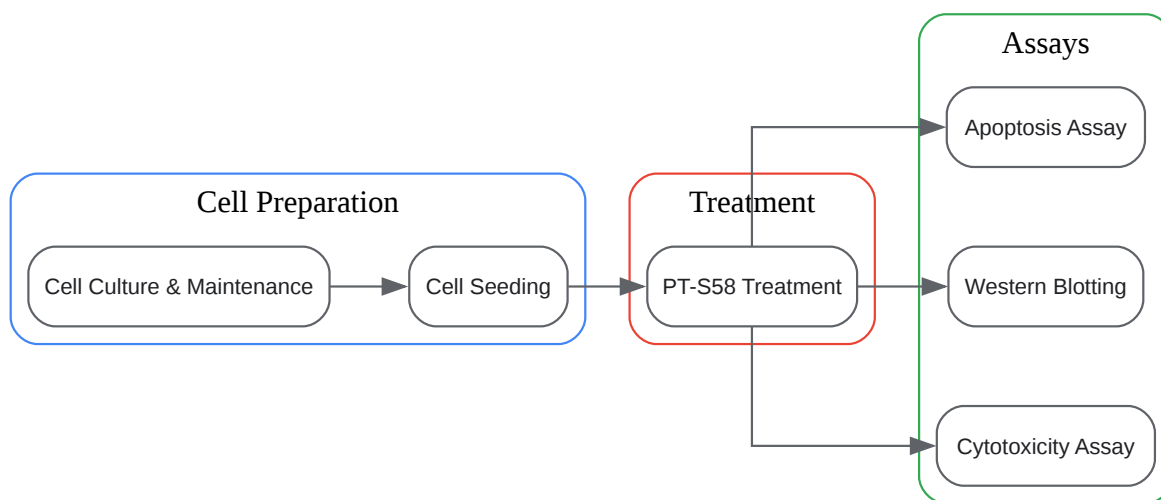 Cell Preparation
Cell Culture & Maintenance
Cell Seeding
Treatment
PT-S58 Treatment
Assays
Apoptosis Assay
Western Blotting
Cytotoxicity Assay